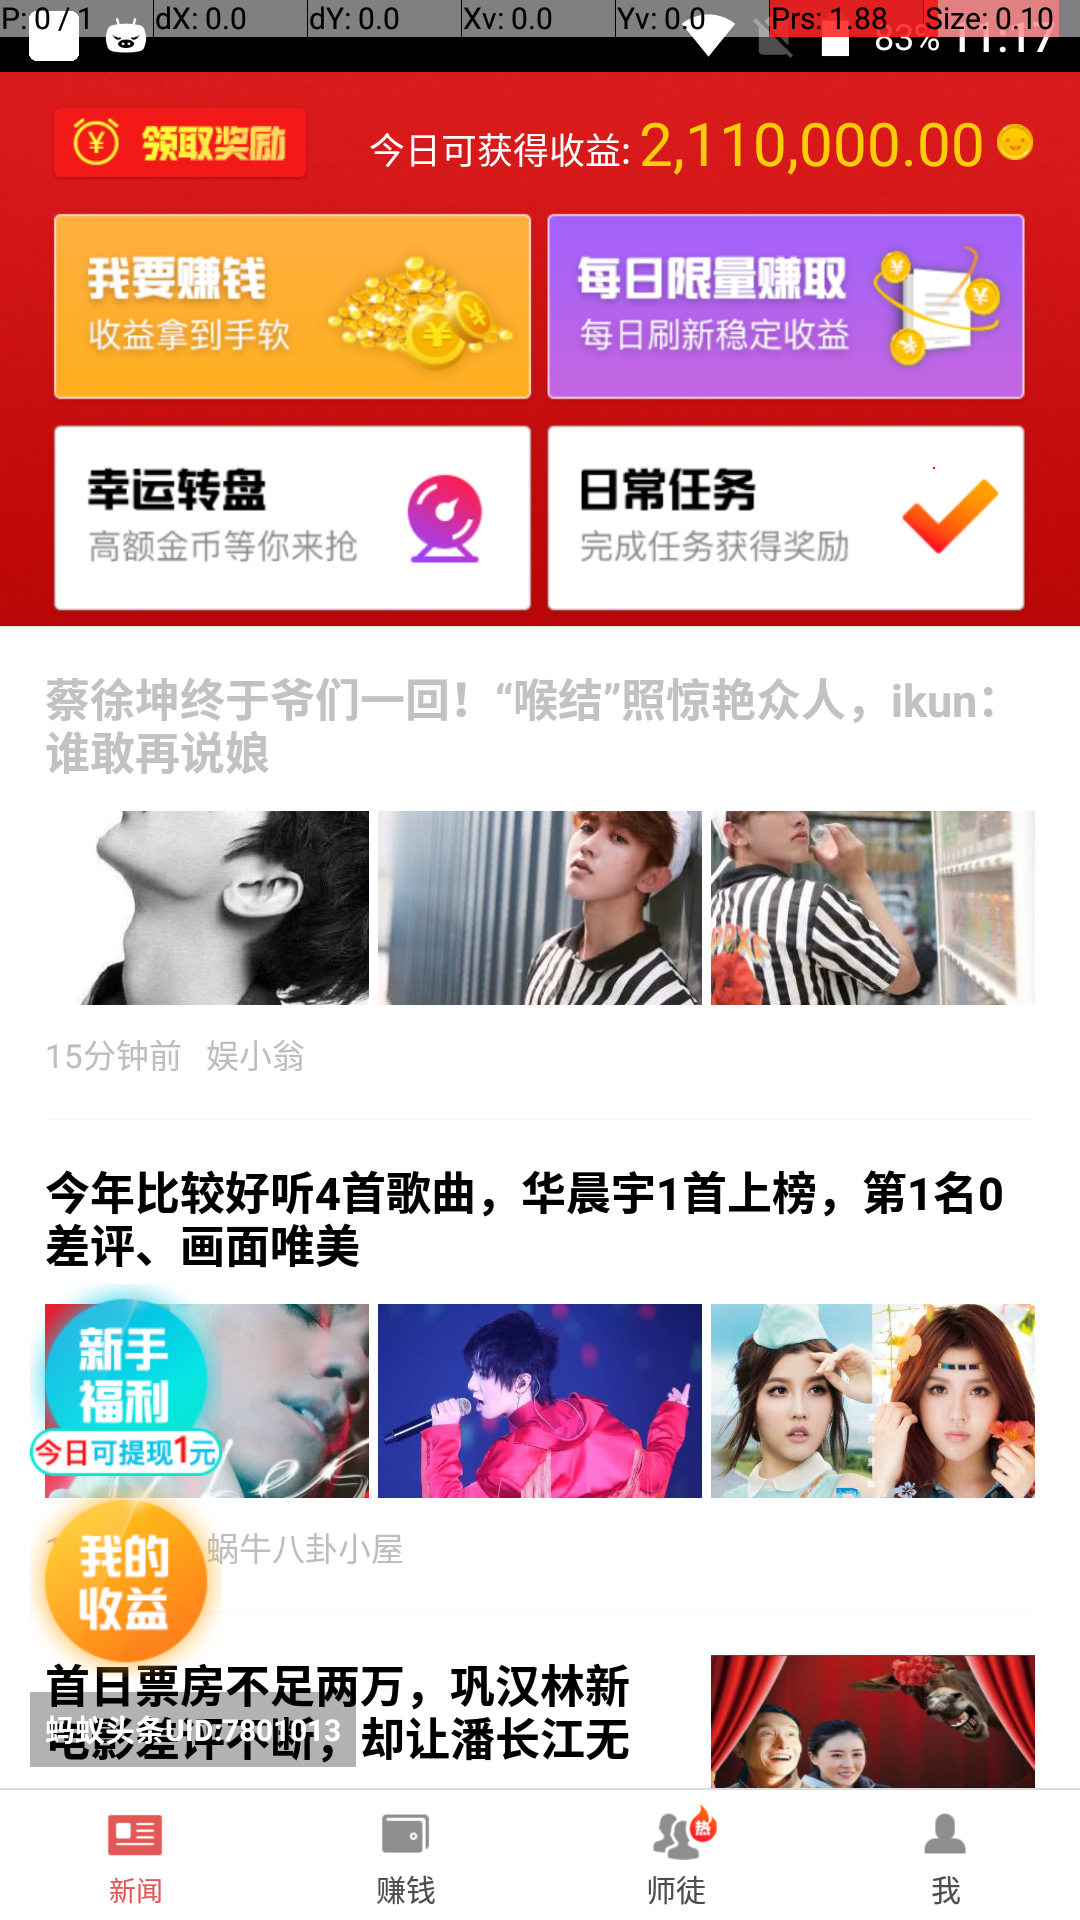 P: 0 / 1 dX: 0.0 dY: 0.0 Xv: 0.0 Yv: 0.0 Prs: 1.88 Size: 0.10
83% 11:17
领取奖励 今日可获得收益: 2,110,000.00
我要赚钱 每日限量赚取
收益拿到手软 每日刷新稳定收益
幸运转盘 日常任务
高额金币等你来抢 完成任务获得奖励
蔡徐坤终于爷们一回！“喉结”照惊艳众人，ikun：
谁敢再说娘
15分钟前 娱小翁
今年比较好听4首歌曲，华晨宇1首上榜，第1名0
差评、画面唯美
新手
福利
今日可提现1元
蜗牛八卦小屋
我的
收益
首日票房不足两万，巩汉林新
电影差评不断，却让潘长江无
蚂蚁头条UID:7801013
热
新闻 赚钱 师徒 我